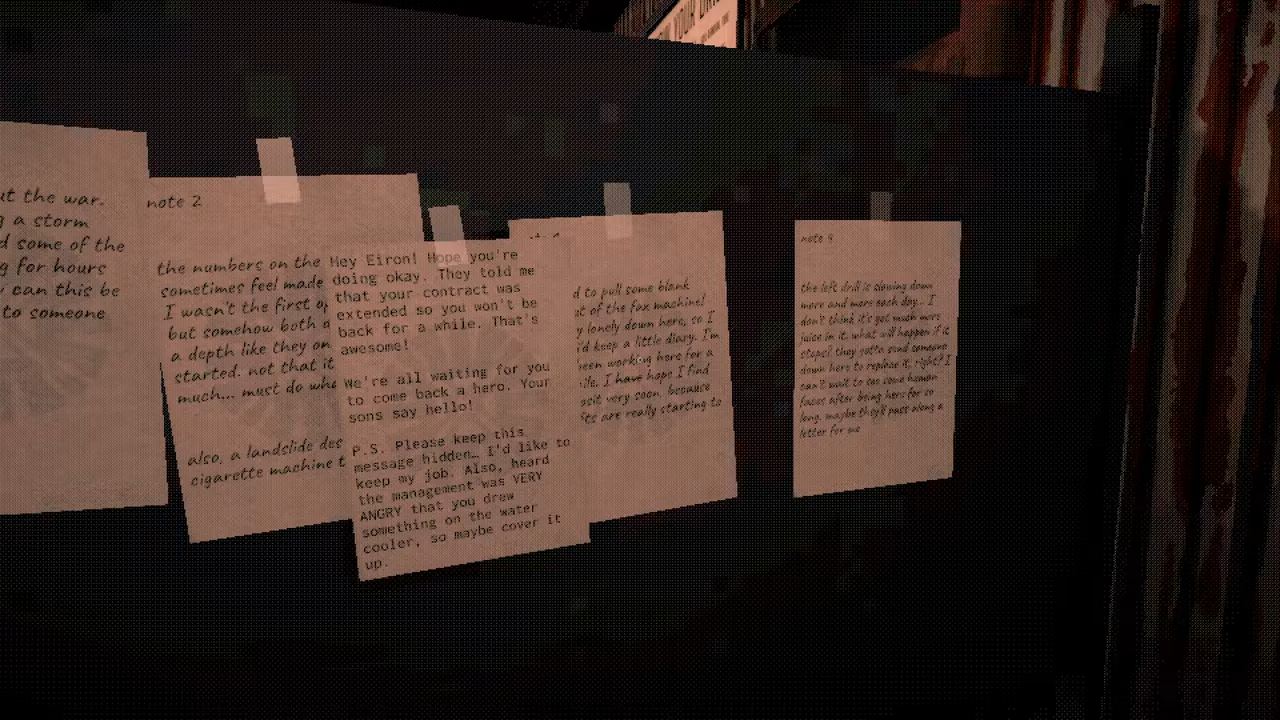 YOUR
ut the war.
g a storm
d some of the
g for hours
can this be
to someone
note 2
the numbers on the
sometimes feel made
I wasn't the first
but somehow both
a depth like they
started. not that it
much... must do
also, a landslide
cigarette machine
Hey Eiron! Hope you're
doing okay. They told me
that your contract was
extended so you won't be
back for a while. That's
awesome!
We're all waiting for you
to come back a hero. Your
sons say hello!
P.S. Please keep this
message hidden… I'd like to
keep my job. Also, heard
the management was VERY
ANGRY that you drew
something on the water
cooler, so maybe cover it
up.
d to pull some blank
ut of the fax machine!
y lonely down here, so I
'd keep a little diary. I'm
been working here for a
ile. I have hope I find
osit very soon. because
are really starting to
note 9
the left drill is slowing down
more and more each day... I
don't think it's got much more
juice in it. what will happen if it
stops? they gotta send someone
down here to replace it, right? I
can't wait to see some human
faces after being here for so
long. maybe they'll pass along a
letter for me